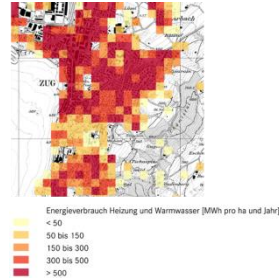 ZUG
Energieverbrauch Heizung und Warmwasser [MWh pro ha und Jahr]
< 50
50 bis 150
150 bis 300
300 bis 500
> 500